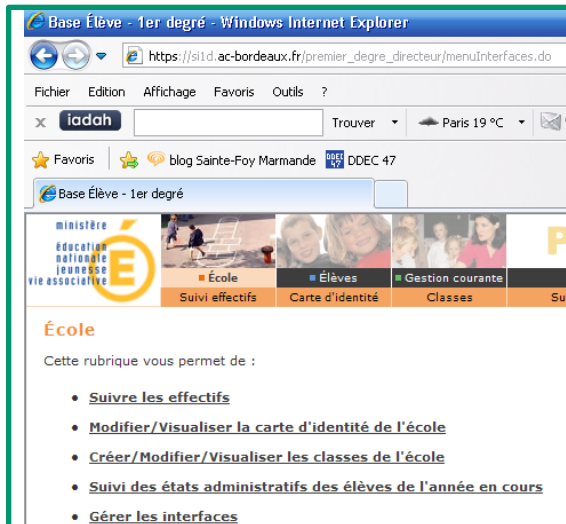 Base Élève - 1er degré - Windows Internet Explorer
https://si1d.ac-bordeaux.fr/premier_degre_directeur/menuInterfaces.do
Fichier Edition Affichage Favoris Outils ?
x iadah Trouver Paris 19 °C
Favoris blog Sainte-Foy Marmande DDEC 47 DDEC 47
Base Élève - 1er degré
ministère
éducation
nationale
jeunesse
vie associative
É
École Élèves Gestion courante
Suivi effectifs Carte d'identité Classes Su
P
École
Cette rubrique vous permet de :
• Suivre les effectifs
• Modifier/Visualiser la carte d'identité de l'école
• Créer/Modifier/Visualiser les classes de l'école
• Suivi des états administratifs des élèves de l'année en cours
• Gérer les interfaces